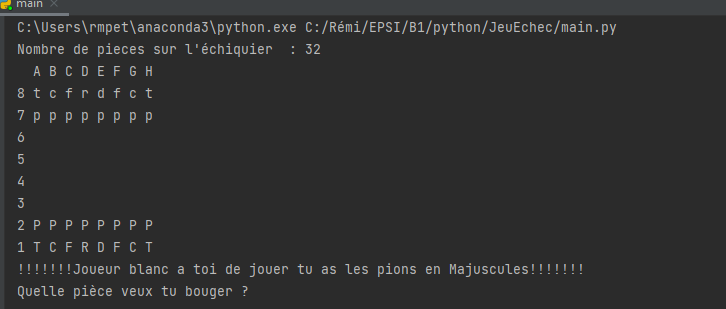 main
C:\Users\rmpet\anaconda3\python.exe C:/Rémi/EPSI/B1/python/JeuEchec/main.py
Nombre de pieces sur l'échiquier  : 32
  A B C D E F G H
8 t c f r d f c t
7 p p p p p p p p
6
5
4
3
2 P P P P P P P P
1 T C F R D F C T
!!!!!!!Joueur blanc a toi de jouer tu as les pions en Majuscules!!!!!!!
Quelle pièce veux tu bouger ?